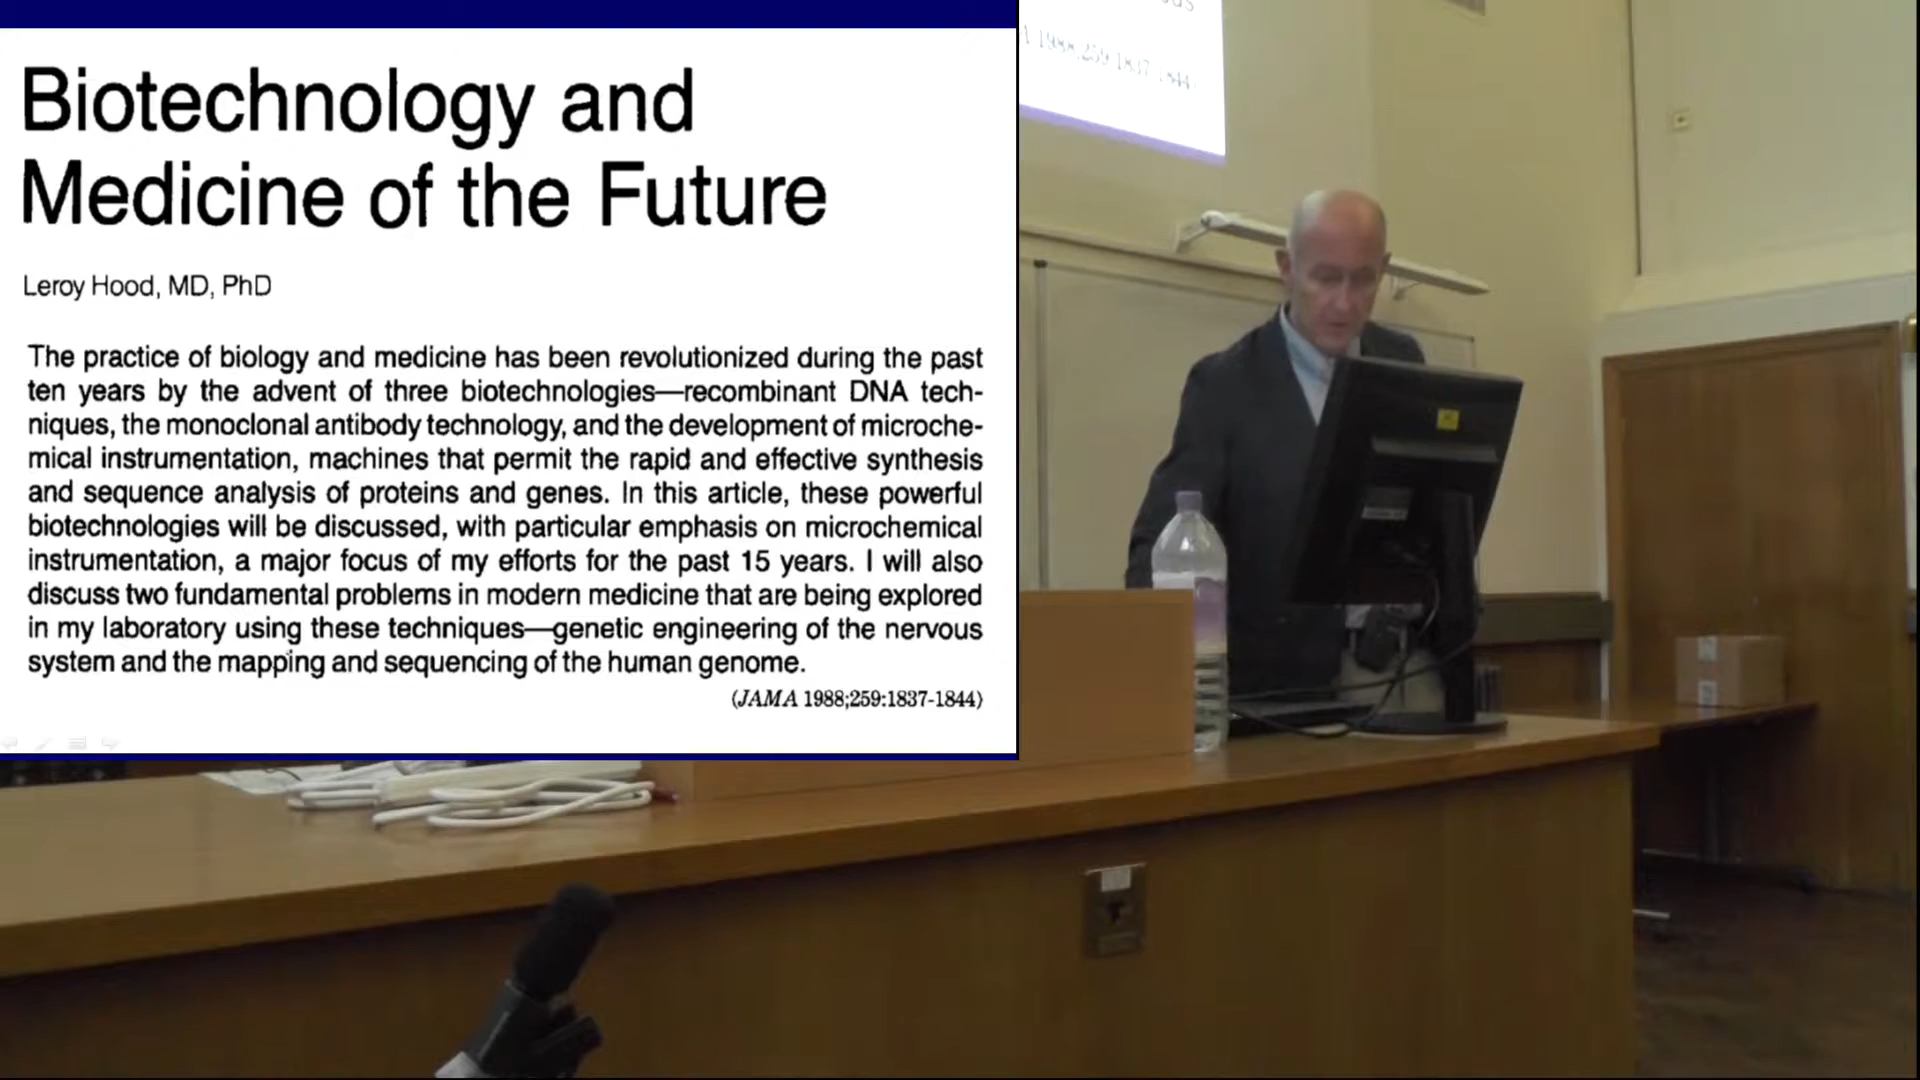 Biotechnology and
Medicine of the Future
Leroy Hood, MD, PhD
The practice of biology and medicine has been revolutionized during the past
ten years by the advent of three biotechnologies—recombinant DNA tech-
niques, the monoclonal antibody technology, and the development of microche-
mical instrumentation, machines that permit the rapid and effective synthesis
and sequence analysis of proteins and genes. In this article, these powerful
biotechnologies will be discussed, with particular emphasis on microchemical
instrumentation, a major focus of my efforts for the past 15 years. I will also
discuss two fundamental problems in modern medicine that are being explored
in my laboratory using these techniques—genetic engineering of the nervous
system and the mapping and sequencing of the human genome.
(JAMA 1988;259:1837-1844)
1988;259:1837-1844